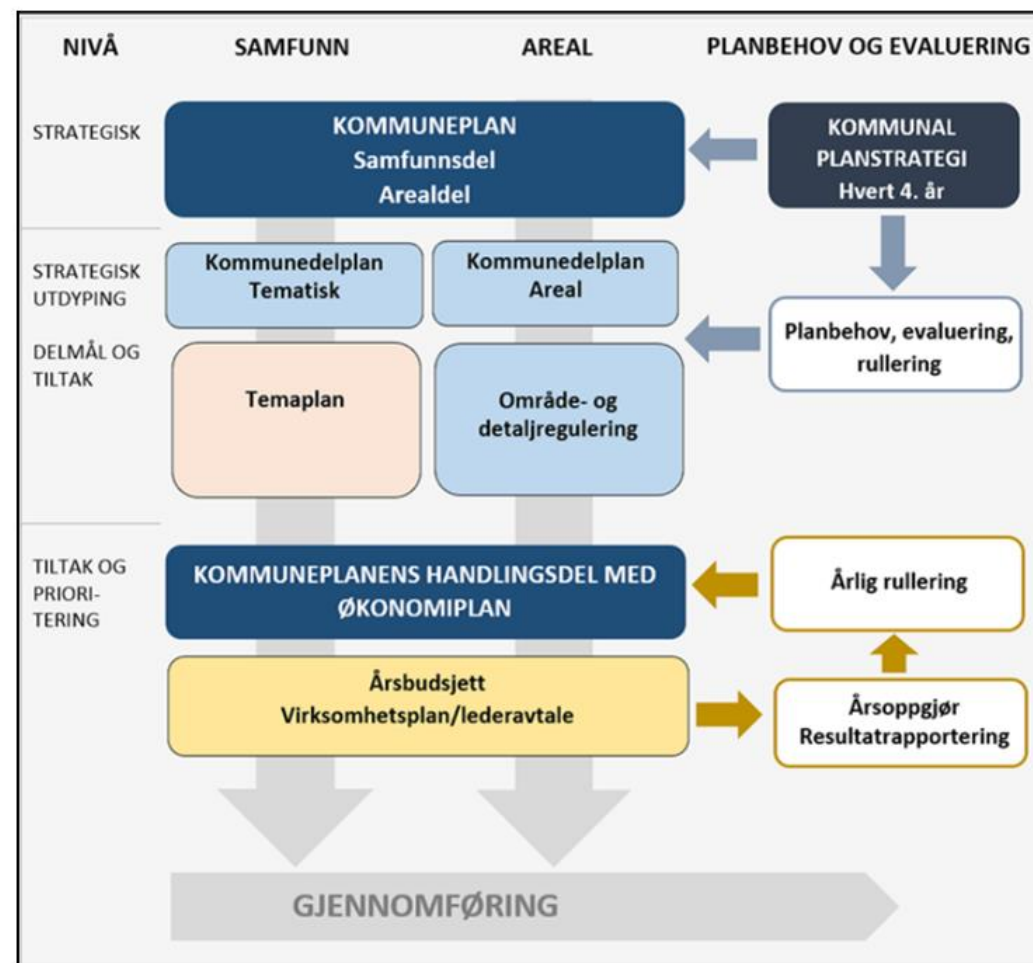 NIVÅ
SAMFUNN
AREAL
PLANBEHOV OG EVALUERING
STRATEGISK
KOMMUNEPLAN
Samfunnsdel
Arealdel
KOMMUNAL
PLANSTRATEGI
Hvert 4. år
STRATEGISK
UTDYPING
Kommunedelplan
Tematisk
Kommunedelplan
Areal
Planbehov, evaluering,
rullering
DELMÅL OG
TILTAK
Temaplan
Område- og
detaljregulering
TILTAK OG
PRIORI-
TERING
KOMMUNEPLANENS HANDLINGSDEL MED
ØKONOMIPLAN
Årlig rullering
Årsbudsjett
Virksomhetsplan/lederavtale
Årsoppgjør
Resultatrapportering
GJENNOMFØRING